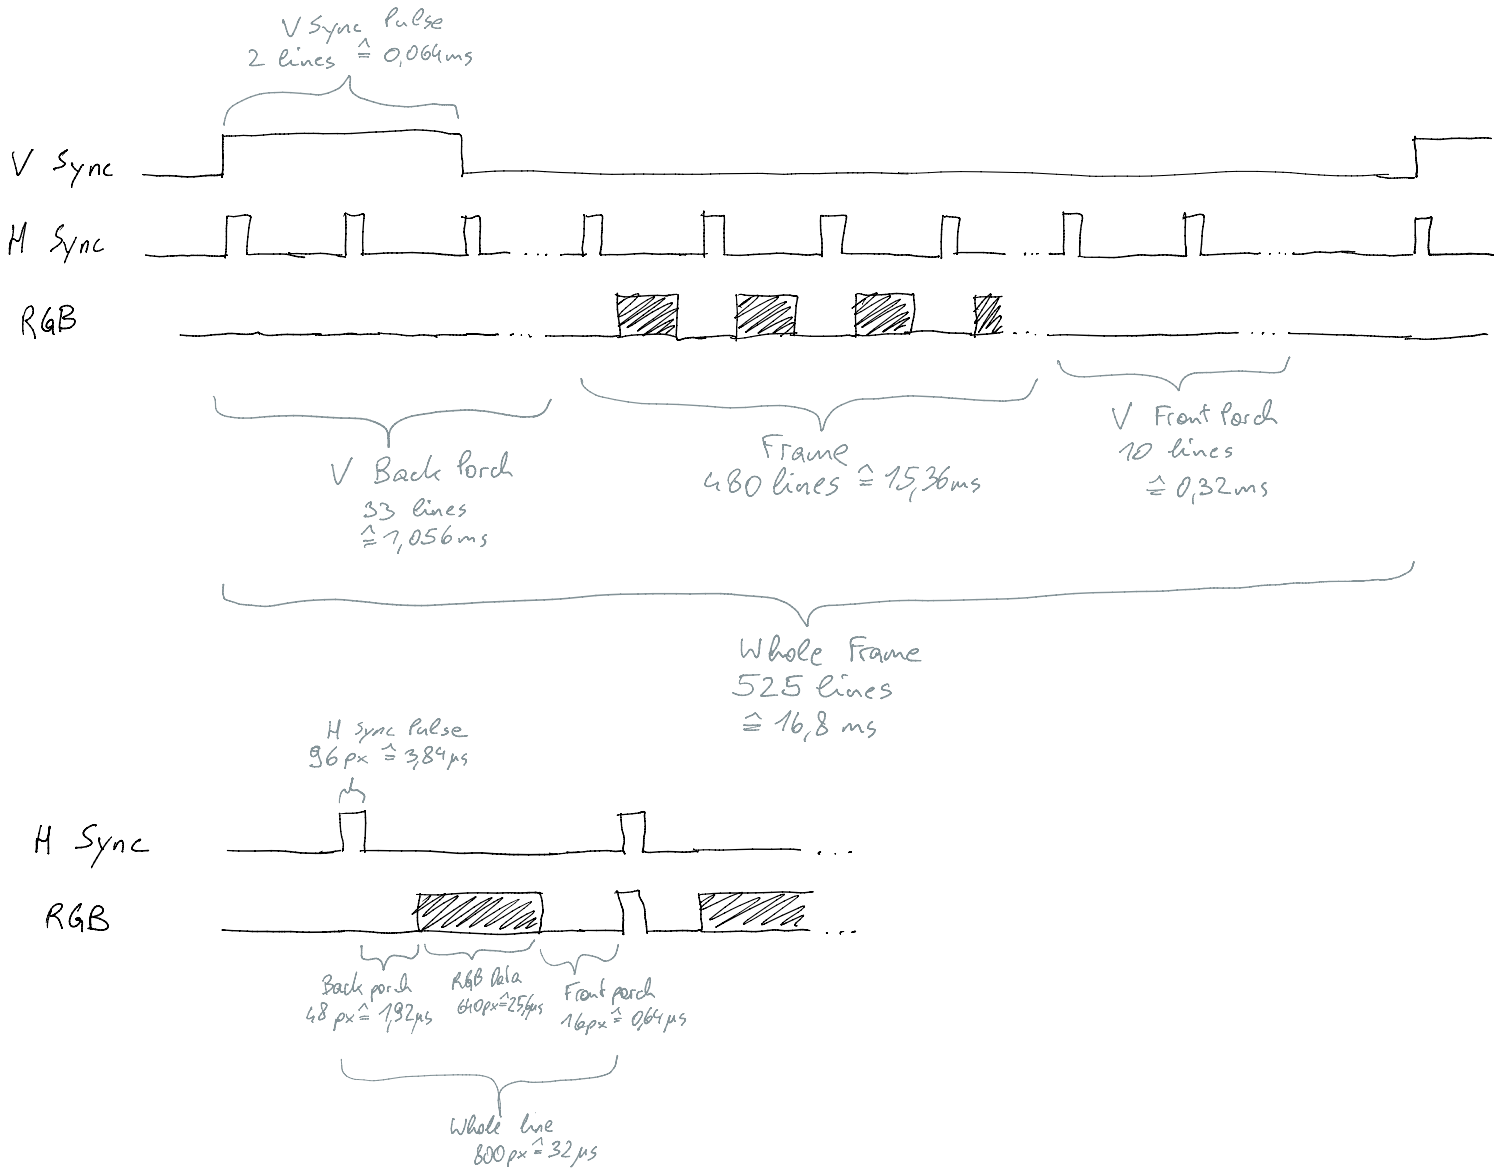 V Sync Pulse
2 lines ≙ 0,064ms
V Sync
H Sync
...
...
...
RGB
...
...
...
V Back Porch
33 lines
≙ 1,056ms
Frame
480 lines ≙ 15,36ms
V Front Porch
10 lines
≙ 0,32ms
Whole Frame
525 lines
≙ 16,8 ms
H Sync Pulse
96px ≙ 3,84µs
H Sync
...
RGB
...
Back porch
48 px ≙ 1,92µs
RGB Data
640px≙25,6µs
Front porch
16px ≙ 0,64µs
Whole line
800px ≙ 32µs